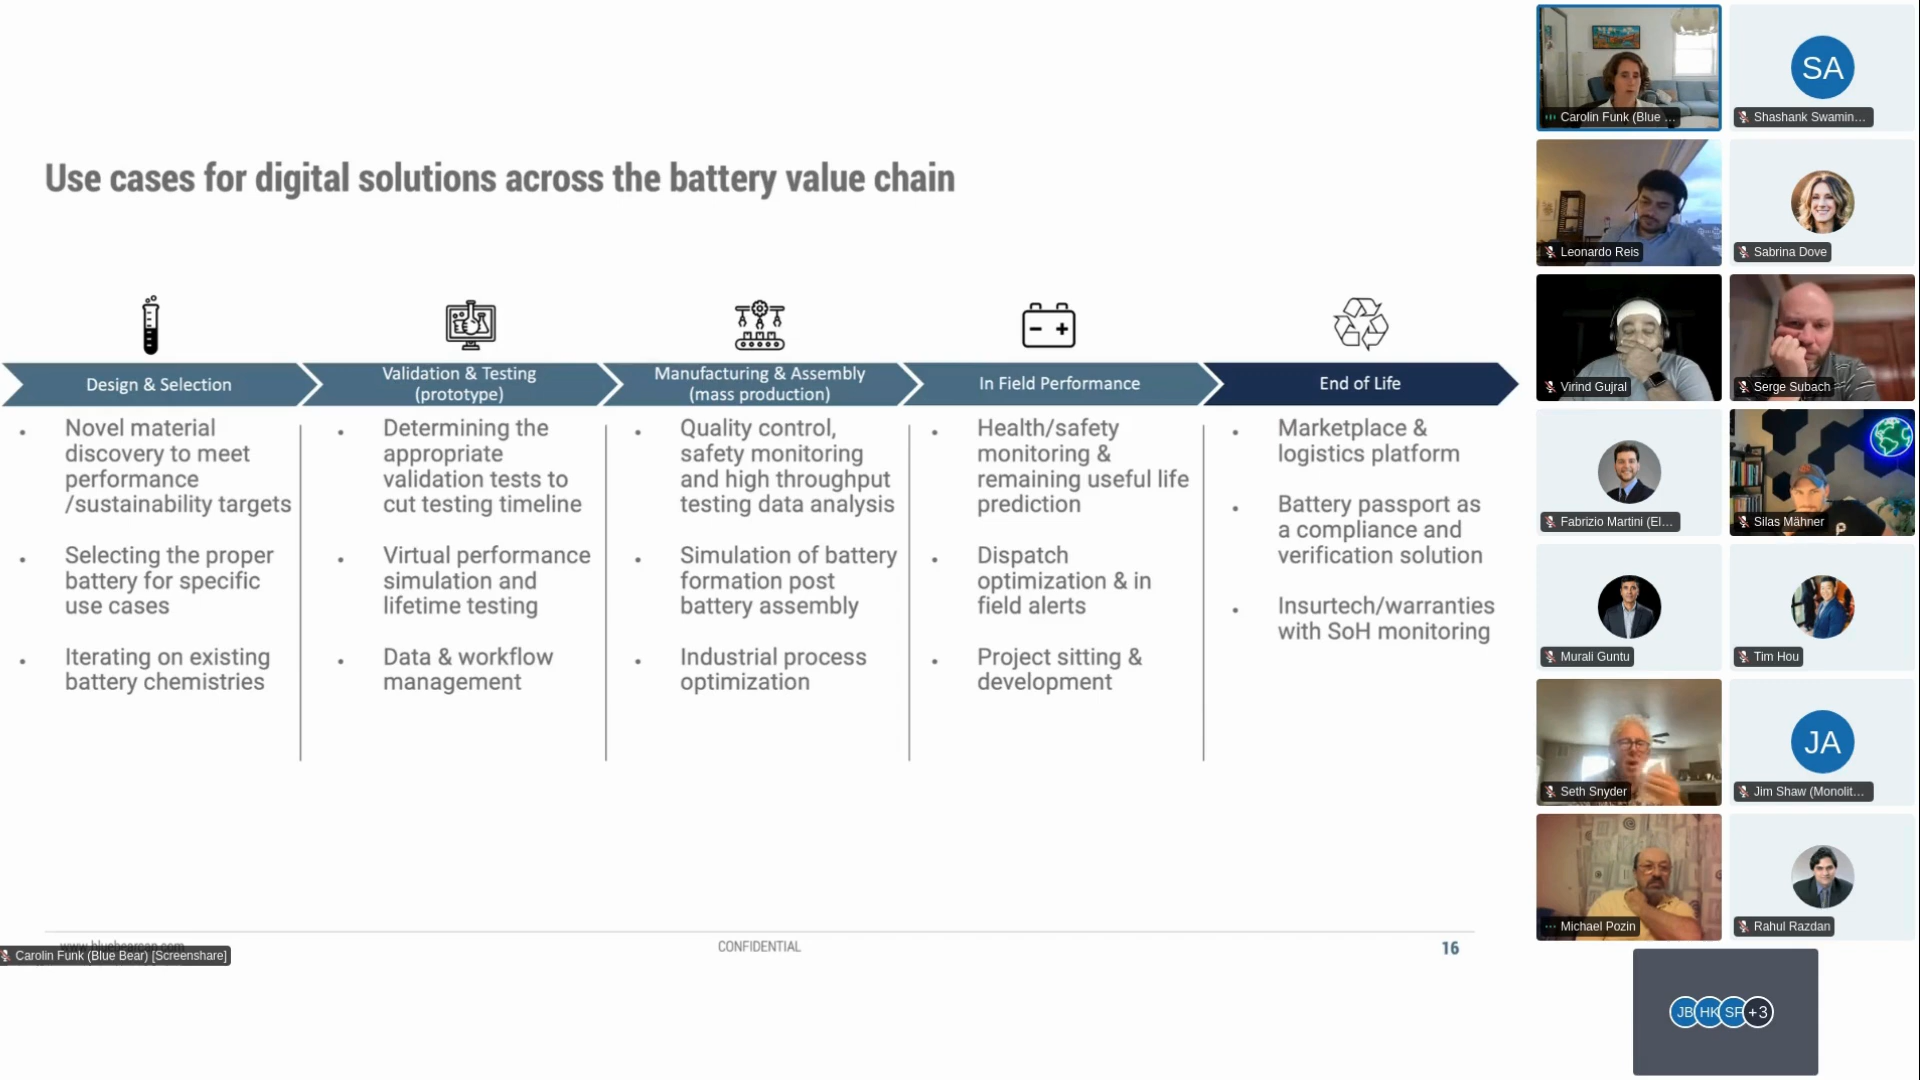 Use cases for digital solutions across the battery value chain
Design & Selection
Novel material
discovery to meet
performance
/sustainability targets
Selecting the proper
battery for specific
use cases
Iterating on existing
battery chemistries
Validation & Testing
(prototype)
Determining the
appropriate
validation tests to
cut testing timeline
Virtual performance
simulation and
lifetime testing
Data & workflow
management
Manufacturing & Assembly
(mass production)
Quality control,
safety monitoring
and high throughput
testing data analysis
Simulation of battery
formation post
battery assembly
Industrial process
optimization
In Field Performance
Health/safety
monitoring &
remaining useful life
prediction
Dispatch
optimization & in
field alerts
Project sitting &
development
End of Life
Marketplace &
logistics platform
Battery passport as
a compliance and
verification solution
Insurtech/warranties
with SoH monitoring
www.bluebearcap.com
Carolin Funk (Blue Bear) [Screenshare]
CONFIDENTIAL
16
Carolin Funk (Blue ...
SA
Shashank Swamin...
Leonardo Reis
Sabrina Dove
Virind Gujral
Serge Subach
Fabrizio Martini (El...
Silas Mähner
Murali Guntu
Tim Hou
Seth Snyder
JA
Jim Shaw (Monolit...
Michael Pozin
Rahul Razdan
JB HK SF +3